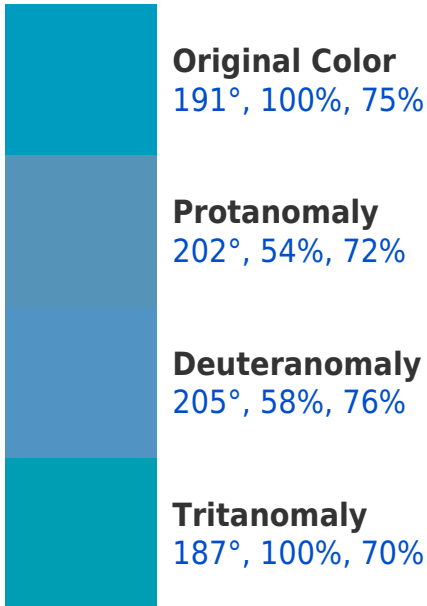 Original Color
191°, 100%, 75%
Protanomaly
202°, 54%, 72%
Deuteranomaly
205°, 58%, 76%
Tritanomaly
187°, 100%, 70%